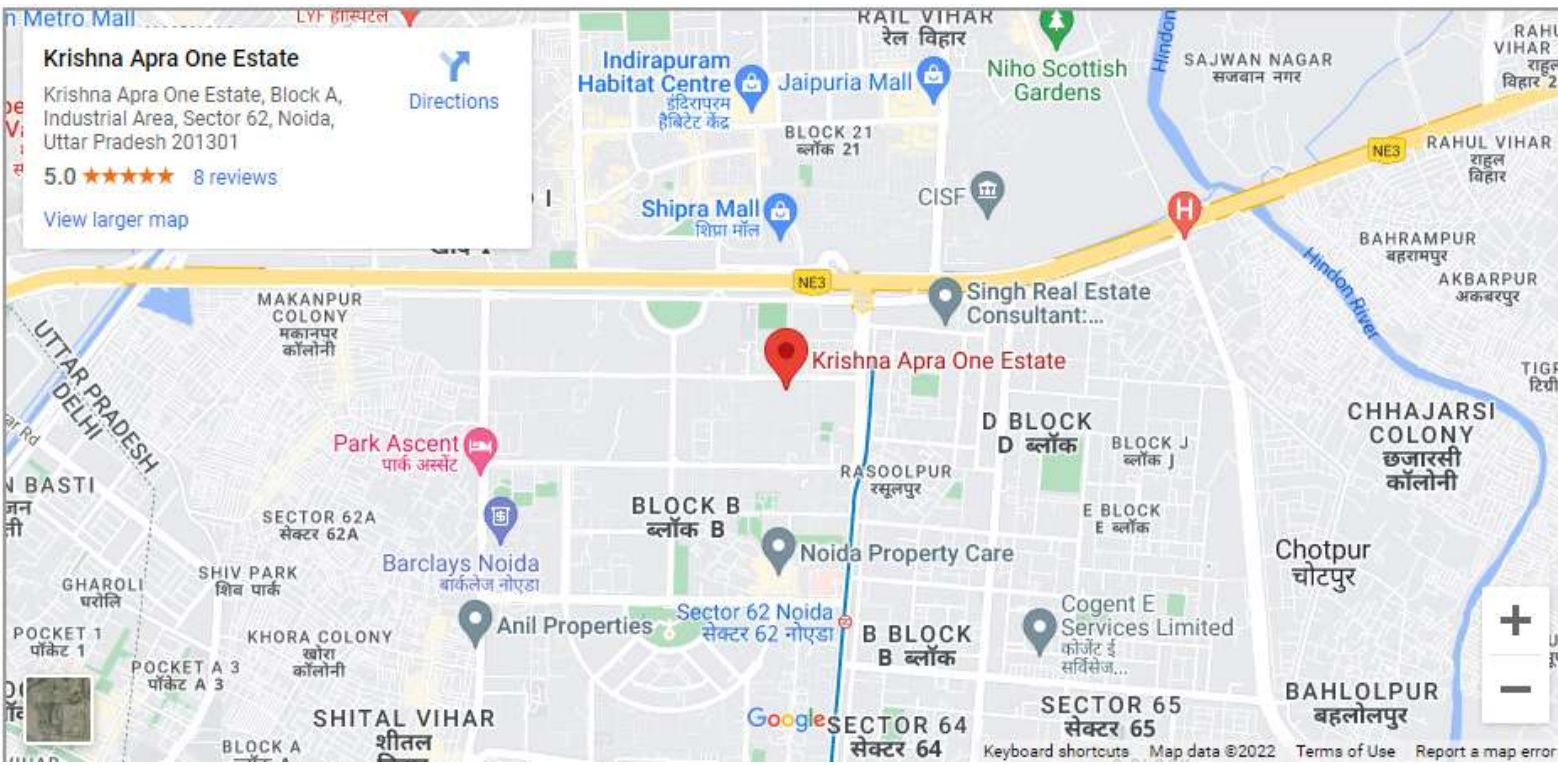 n Metro Mall
LYF हॉस्पिटल
Krishna Apra One Estate
Krishna Apra One Estate, Block A,
Industrial Area, Sector 62, Noida,
Uttar Pradesh 201301
5.0 ★★★★★ 8 reviews
View larger map
Directions
RAIL VIHAR
रेल विहार
Indirapuram
Habitat Centre
इंदिरापुरम
हैबिटेट केंद्र
Jaipuria Mall
Niho Scottish
Gardens
Hindon
SAJWAN NAGAR
सजवान नगर
VIHAR
राहुल
विहार 2
BLOCK 21
ब्लॉक 21
NE3
RAHUL VIHAR
राहुल
विहार
CISF
Shipra Mall
शिप्रा मॉल
H
BAHRAMPUR
बहरामपुर
AKBARPUR
अकबरपुर
Hindon River
NE3
MAKANPUR
COLONY
मकानपुर
कॉलोनी
Singh Real Estate
Consultant:...
Krishna Apra One Estate
UTTAR PRADESH
DELHI
ar Rd
Park Ascent
पार्क अस्सेंट
D BLOCK
D ब्लॉक
BLOCK J
ब्लॉक J
CHHAJARSI
COLONY
छजारसी
कॉलोनी
RASOOLPUR
रसूलपुर
N BASTI
BLOCK B
ब्लॉक B
SECTOR 62A
सेक्टर 62A
E BLOCK
E ब्लॉक
Barclays Noida
बार्कलेज नोएडा
Noida Property Care
Chotpur
चोटपुर
GHAROLI
घरोलि
SHIV PARK
शिव पार्क
Anil Properties
Sector 62 Noida
सेक्टर 62 नोएडा
Cogent E
Services Limited
कोजेंट ई
सर्विसेज...
B BLOCK
B ब्लॉक
POCKET 1
पॉकेट 1
KHORA COLONY
खोरा
कॉलोनी
POCKET A 3
पॉकेट A 3
SHITAL VIHAR
शीतल
BLOCK A
Google
SECTOR 64
सेक्टर 64
SECTOR 65
सेक्टर 65
BAHLOLPUR
बहलोलपुर
+
−
Keyboard shortcuts Map data ©2022 Terms of Use Report a map error